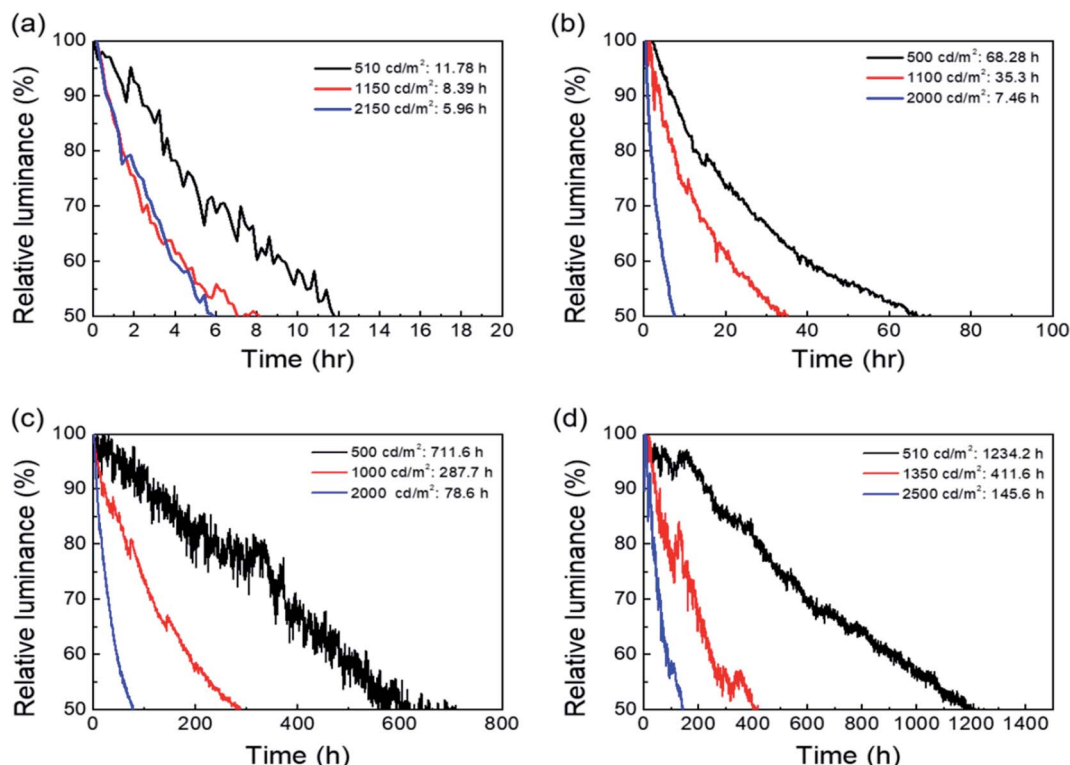 (a)
100
90
80
70
60
50
Relative luminance (%)
510 cd/m²: 11.78 h
1150 cd/m²: 8.39 h
2150 cd/m²: 5.96 h
0 2 4 6 8 10 12 14 16 18 20
Time (hr)
(b)
100
90
80
70
60
50
Relative luminance (%)
500 cd/m²: 68.28 h
1100 cd/m²: 35.3 h
2000 cd/m²: 7.46 h
0 20 40 60 80 100
Time (hr)
(c)
100
90
80
70
60
50
Relative luminance (%)
500 cd/m²: 711.6 h
1000 cd/m²: 287.7 h
2000 cd/m²: 78.6 h
0 200 400 600 800
Time (h)
(d)
100
90
80
70
60
50
Relative luminance (%)
510 cd/m²: 1234.2 h
1350 cd/m²: 411.6 h
2500 cd/m²: 145.6 h
0 200 400 600 800 1000 1200 1400
Time (h)